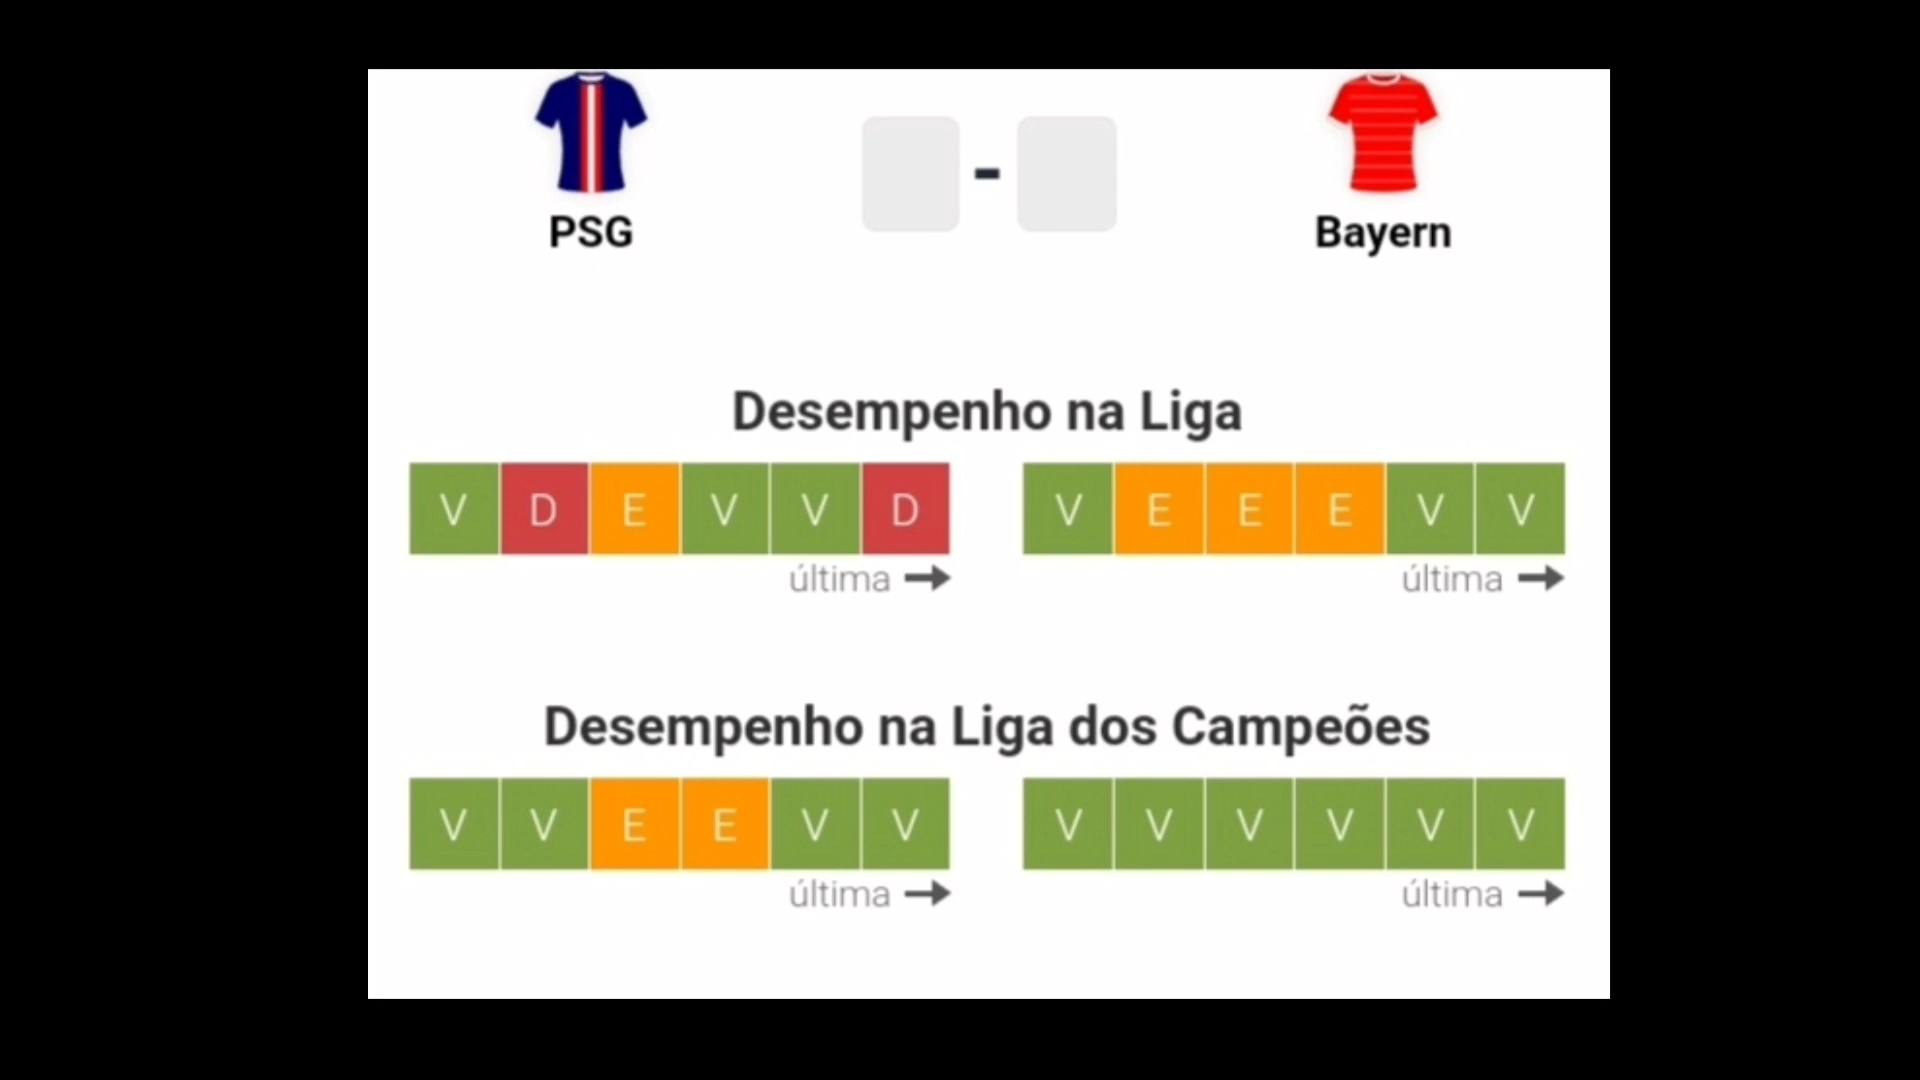 -
PSG Bayern
Desempenho na Liga
V D E V V D V E E E V V
última última
Desempenho na Liga dos Campeões
V V E E V V V V V V V V
última última